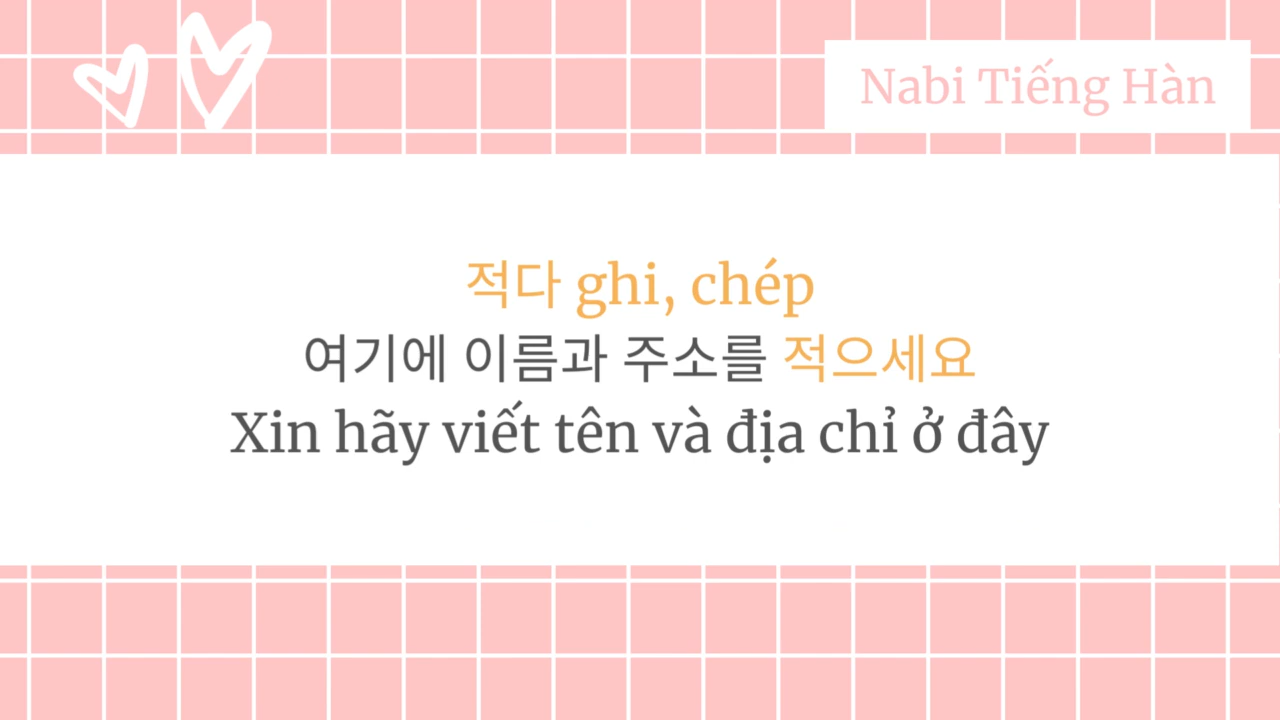 Nabi Tiếng Hàn
적다 ghi, chép
여기에 이름과 주소를 적으세요
Xin hãy viết tên và địa chỉ ở đây